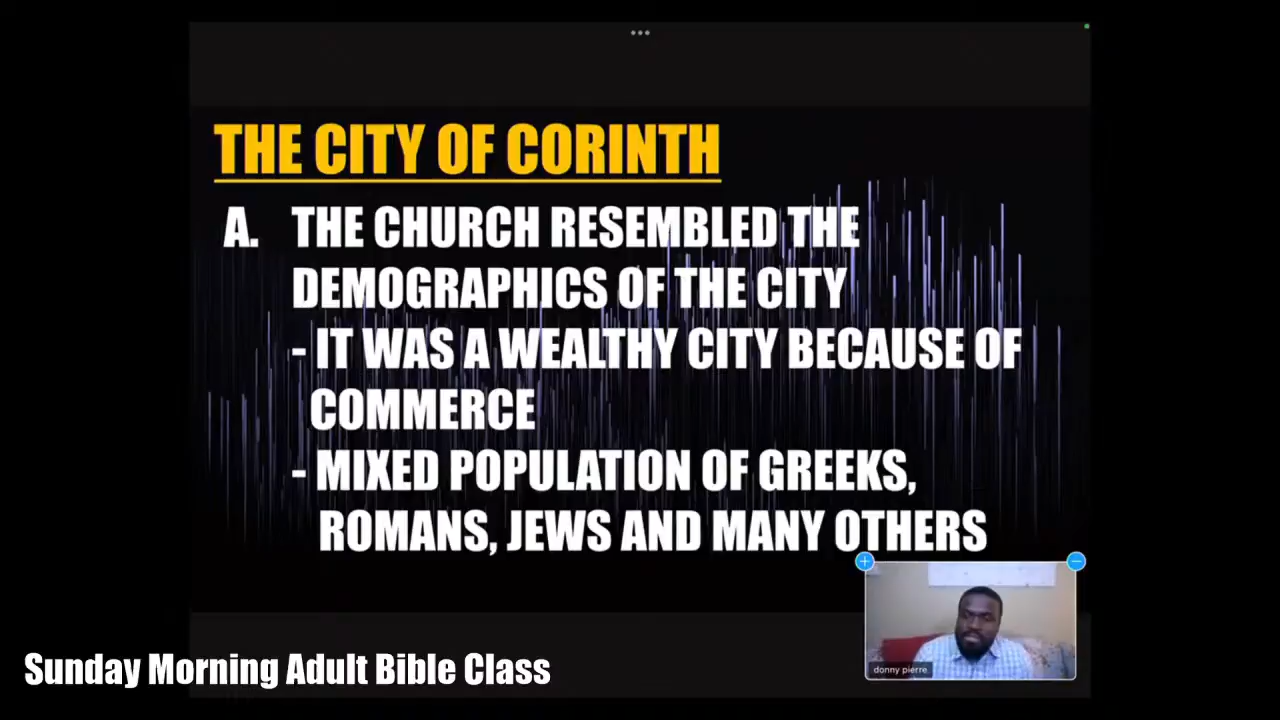 THE CITY OF CORINTH
A. THE CHURCH RESEMBLED THE
DEMOGRAPHICS OF THE CITY
- IT WAS A WEALTHY CITY BECAUSE OF
COMMERCE
- MIXED POPULATION OF GREEKS,
ROMANS, JEWS AND MANY OTHERS
donny pierre
Sunday Morning Adult Bible Class